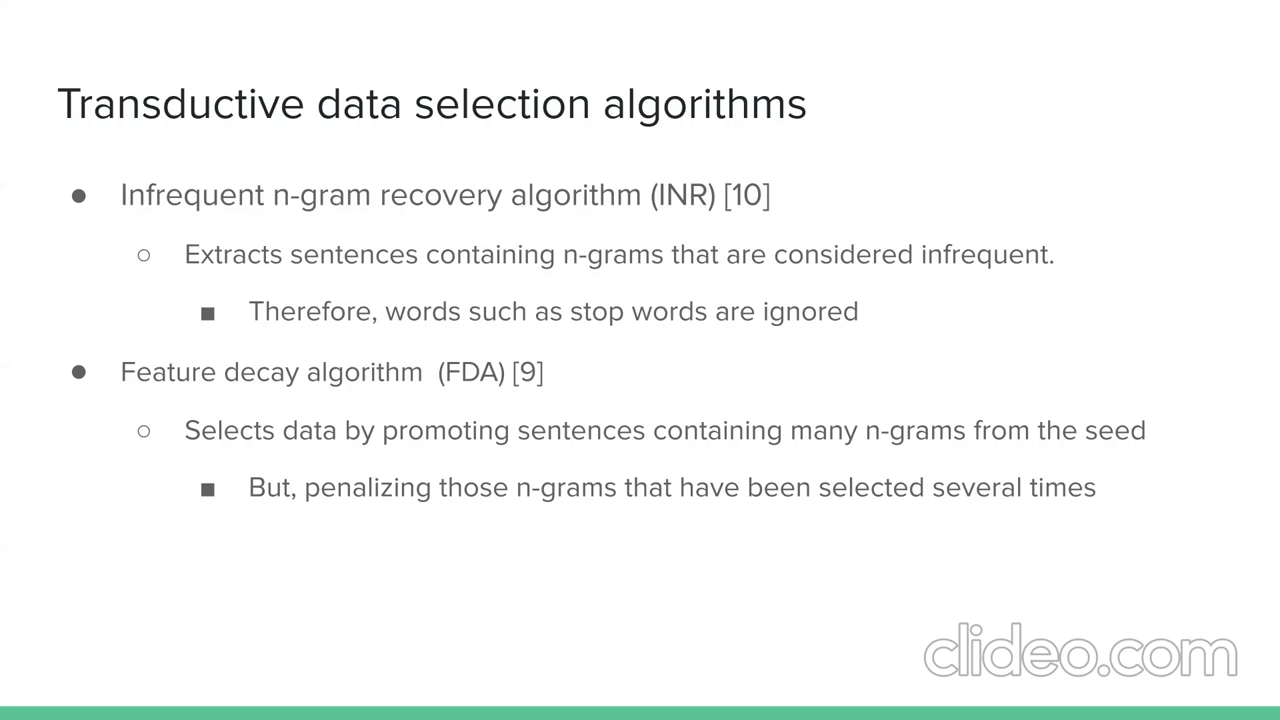 Transductive data selection algorithms
● Infrequent n-gram recovery algorithm (INR) [10]
○ Extracts sentences containing n-grams that are considered infrequent.
■ Therefore, words such as stop words are ignored
● Feature decay algorithm (FDA) [9]
○ Selects data by promoting sentences containing many n-grams from the seed
■ But, penalizing those n-grams that have been selected several times
clideo.com